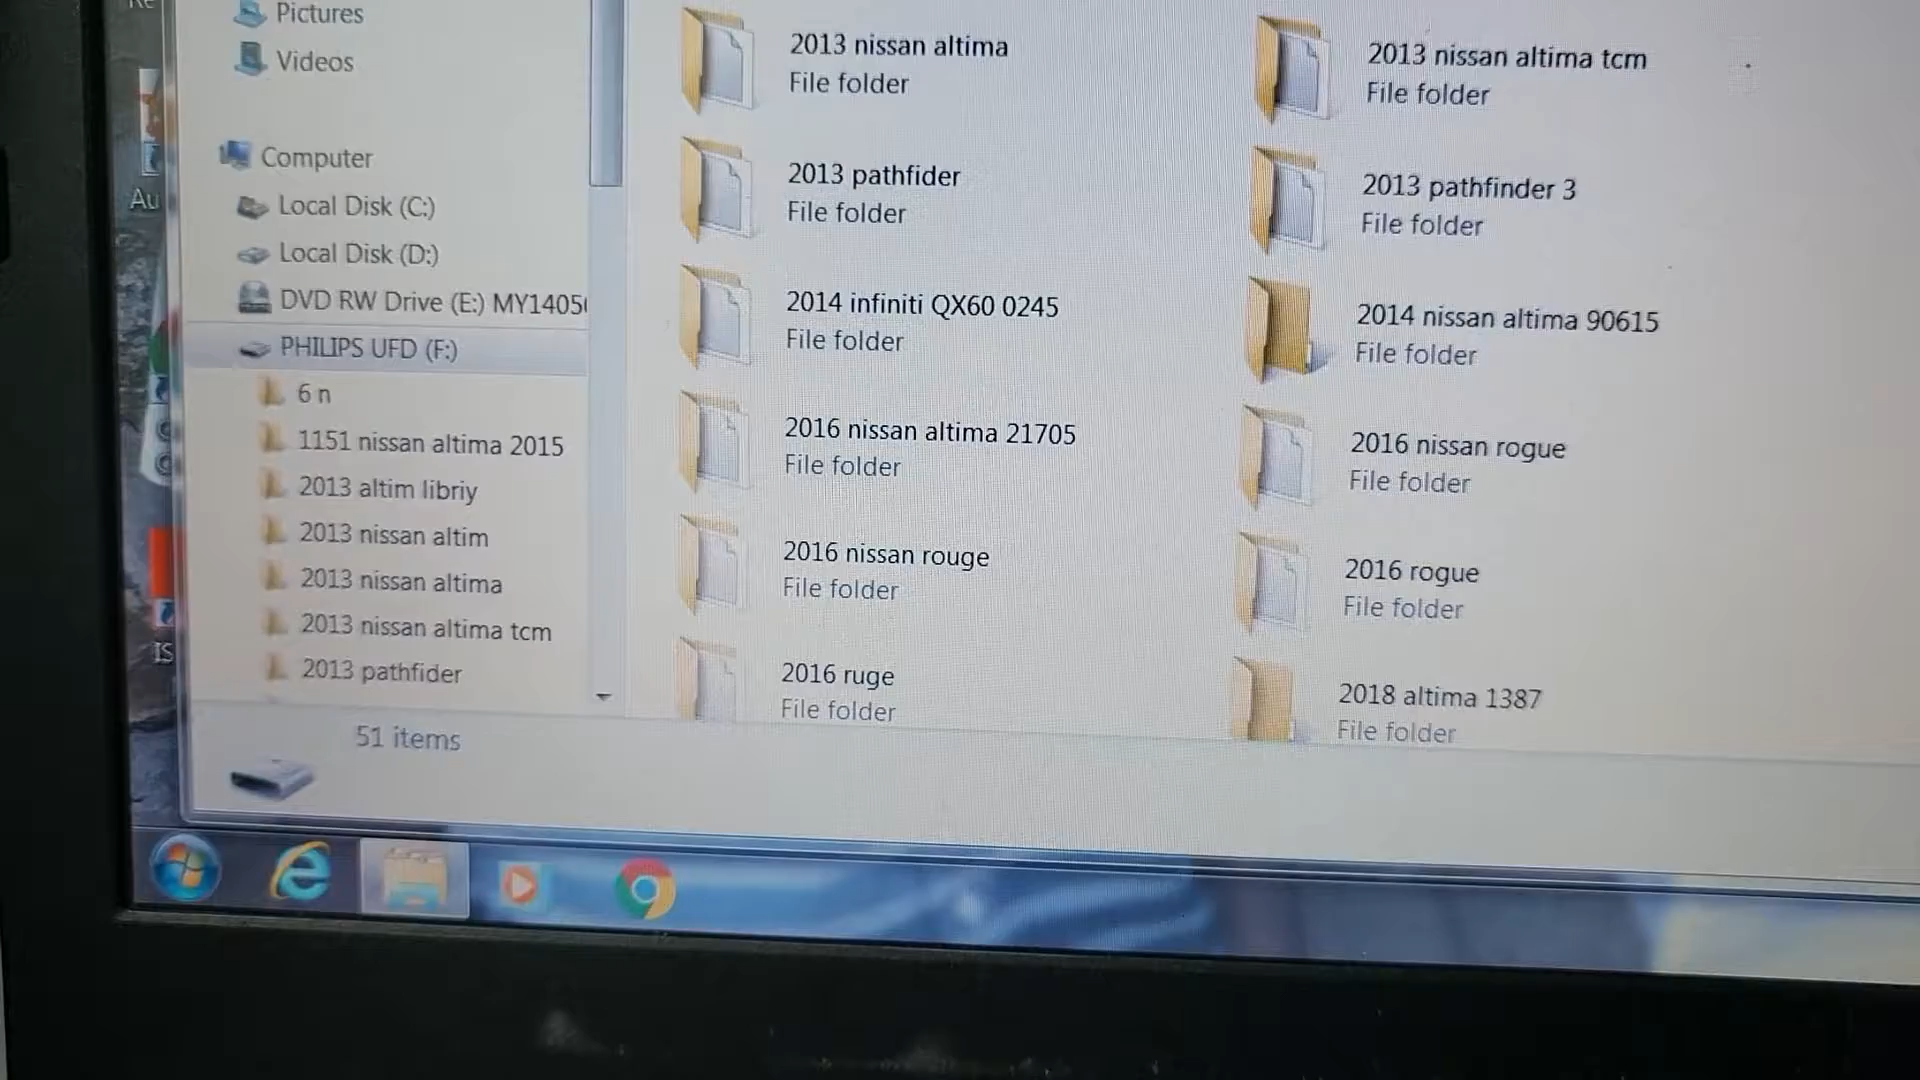 Pictures
Videos
Computer
Local Disk (C:)
Local Disk (D:)
DVD RW Drive (E:) MY1405
PHILIPS UFD (F:)
6 n
1151 nissan altima 2015
2013 altim libriy
2013 nissan altim
2013 nissan altima
2013 nissan altima tcm
2013 pathfider
2013 nissan altima
File folder
2013 nissan altima tcm
File folder
2013 pathfider
File folder
2013 pathfinder 3
File folder
2014 infiniti QX60 0245
File folder
2014 nissan altima 90615
File folder
2016 nissan altima 21705
File folder
2016 nissan rogue
File folder
2016 nissan rouge
File folder
2016 rogue
File folder
2016 ruge
File folder
2018 altima 1387
File folder
51 items
Au
IS